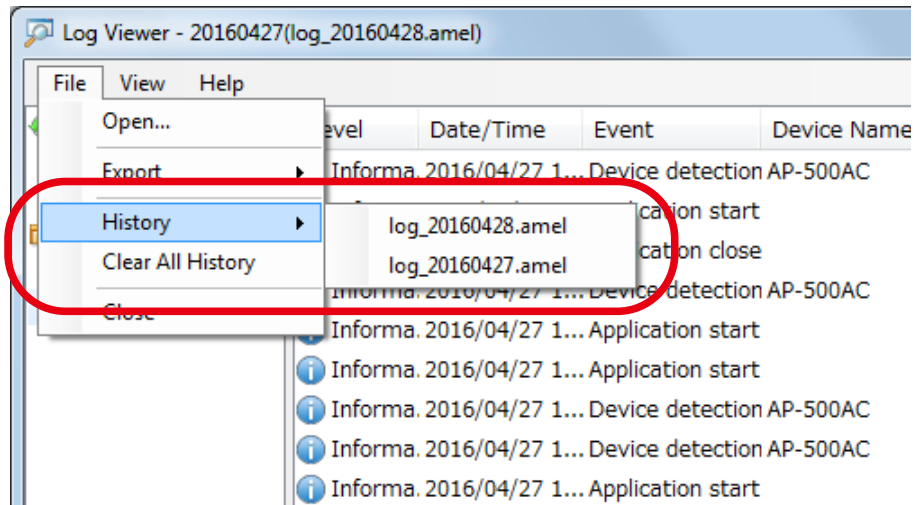 Log Viewer - 20160427(log_20160428.amel)
File View Help
Open...
Export
History
Clear All History
Close
log_20160428.amel
log_20160427.amel
evel Date/Time Event Device Name
Informa. 2016/04/27 1... Device detection AP-500AC
cation start
cation close
Informa. 2016/04/27 1... Device detection AP-500AC
Informa. 2016/04/27 1... Application start
Informa. 2016/04/27 1... Application start
Informa. 2016/04/27 1... Device detection AP-500AC
Informa. 2016/04/27 1... Device detection AP-500AC
Informa. 2016/04/27 1... Application start